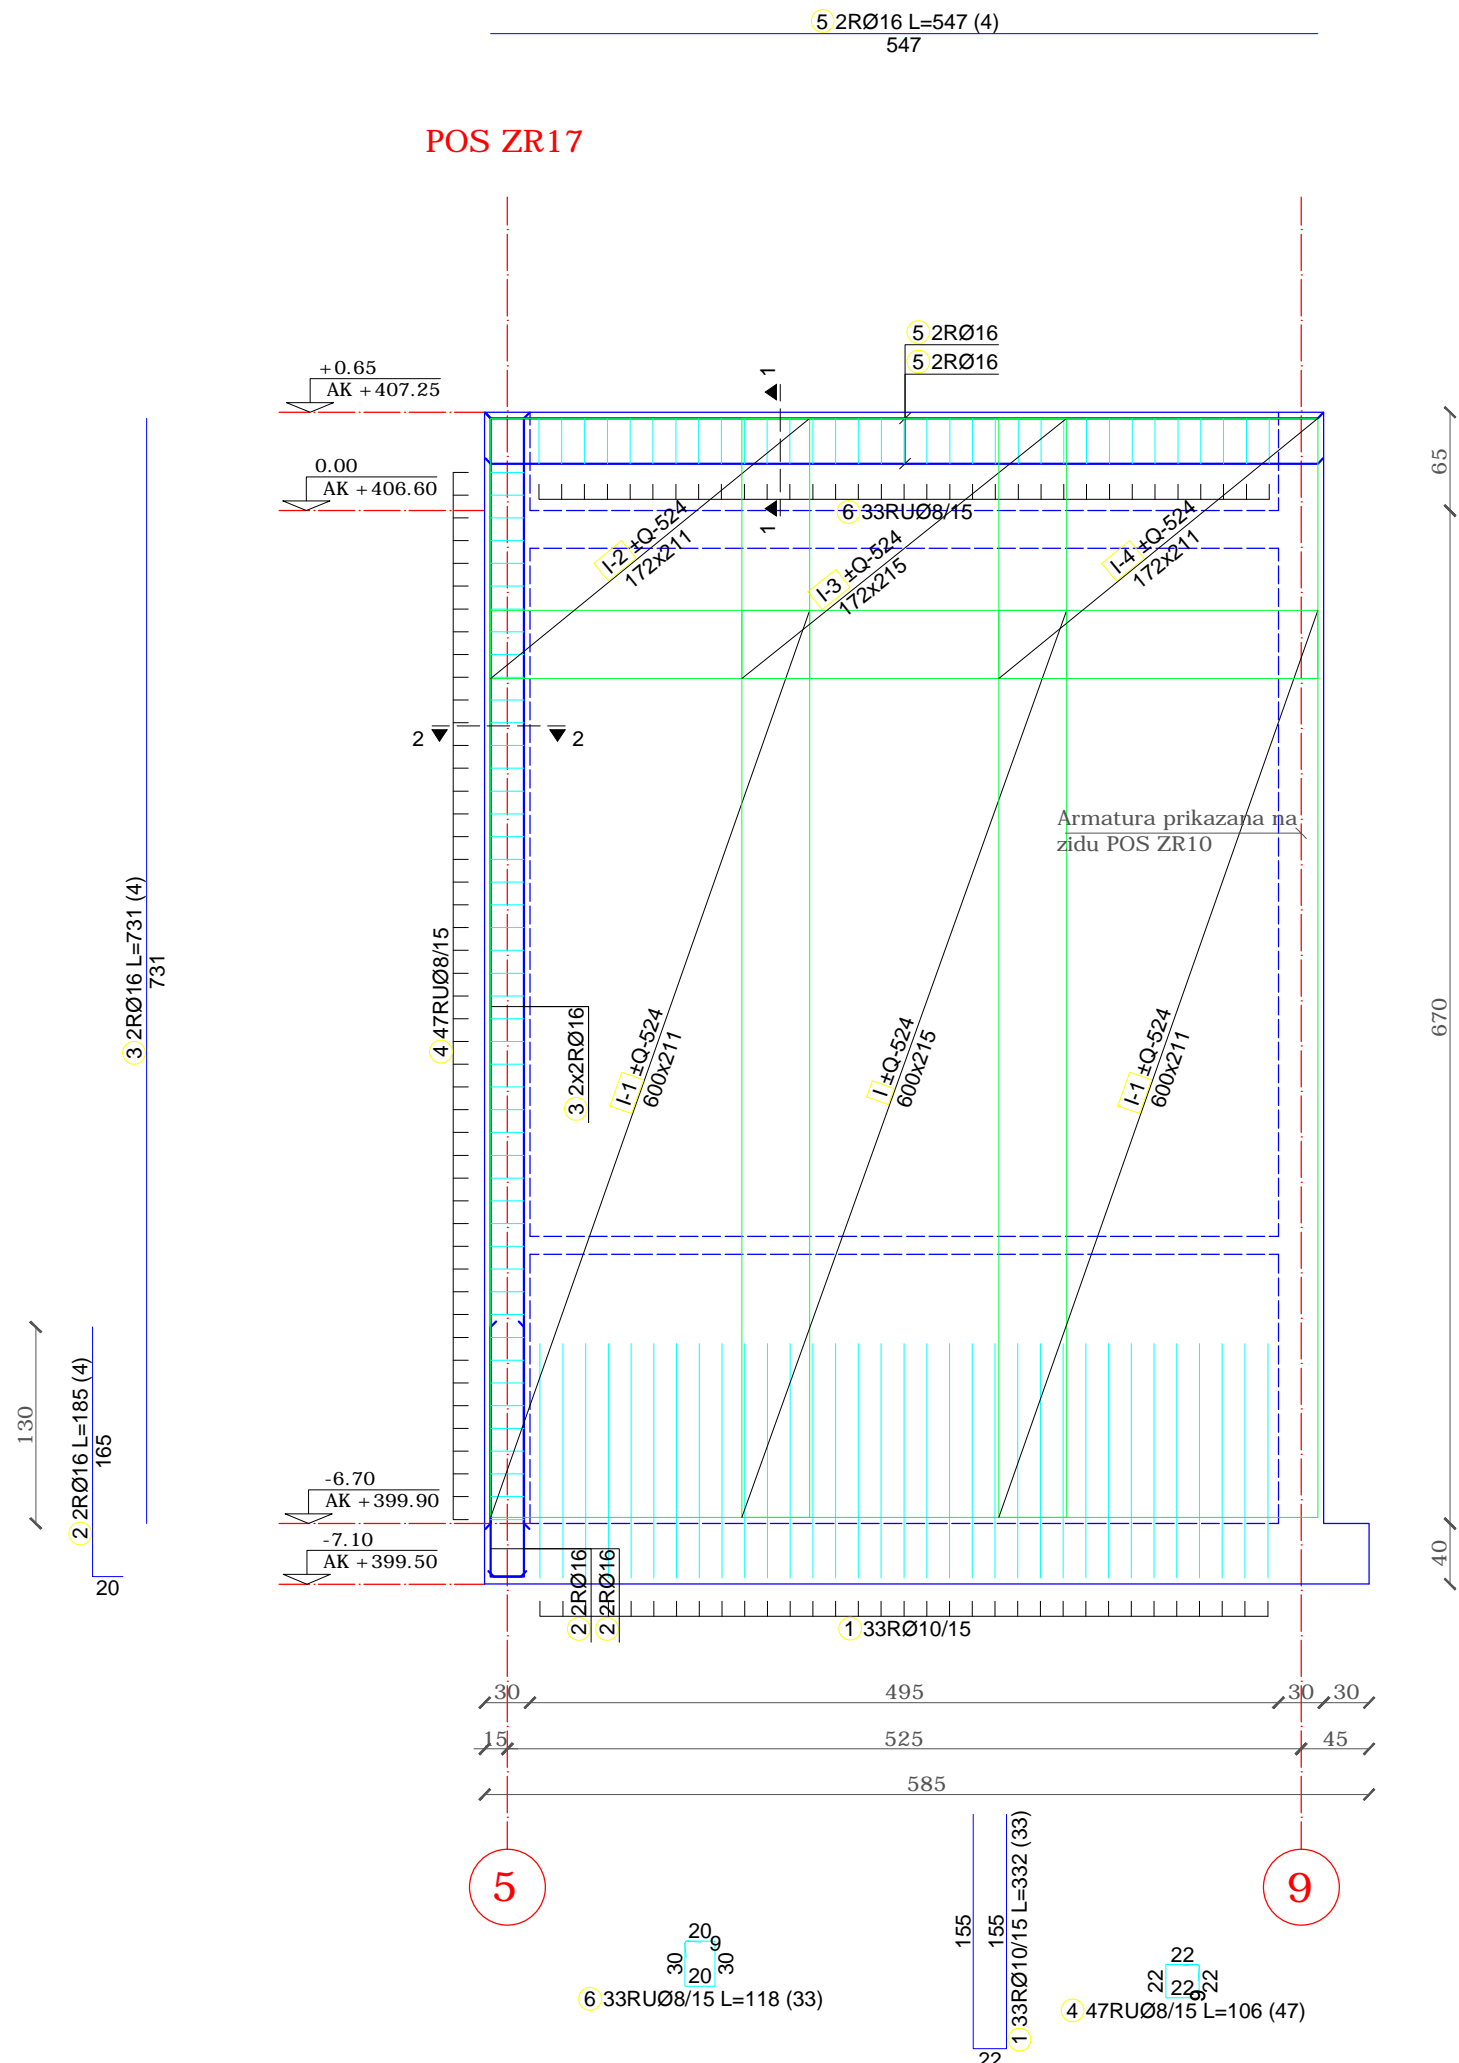 5 2RØ16 L=547 (4)
547
POS ZR17
5 2RØ16
5 2RØ16
+0.65
AK +407.25
1
0.00
AK +406.60
65
6 33RUØ8/15
1
I-2 ±Q-524
172x211
I-3 ±Q-524
172x215
I-4 ±Q-524
172x211
2
2
Armatura prikazana na
zidu POS ZR10
3 2RØ16 L=731 (4)
731
4 47RUØ8/15
3 2x2RØ16
I-1 ±Q-524
600x211
I ±Q-524
600x215
I-1 ±Q-524
600x211
670
130
2 2RØ16 L=185 (4)
165
20
-6.70
AK +399.90
-7.10
AK +399.50
40
2 2RØ16
2 2RØ16
1 33RØ10/15
30
495
30
30
15
525
45
585
5
9
155
155
1 33RØ10/15 L=332 (33)
22
20
9
30
30
20
6 33RUØ8/15 L=118 (33)
22
22
22
22
9
4 47RUØ8/15 L=106 (47)